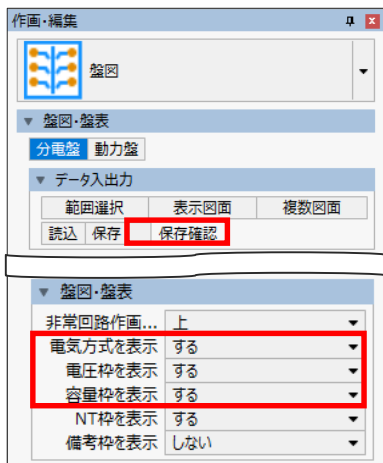 作画・編集
盤図
盤図・盤表
分電盤 動力盤
データ入出力
範囲選択 表示図面 複数図面
読込 保存 保存確認
盤図・盤表
非常回路作画... 上
電気方式を表示 する
電圧枠を表示 する
容量枠を表示 する
NT枠を表示 する
備考枠を表示 しない